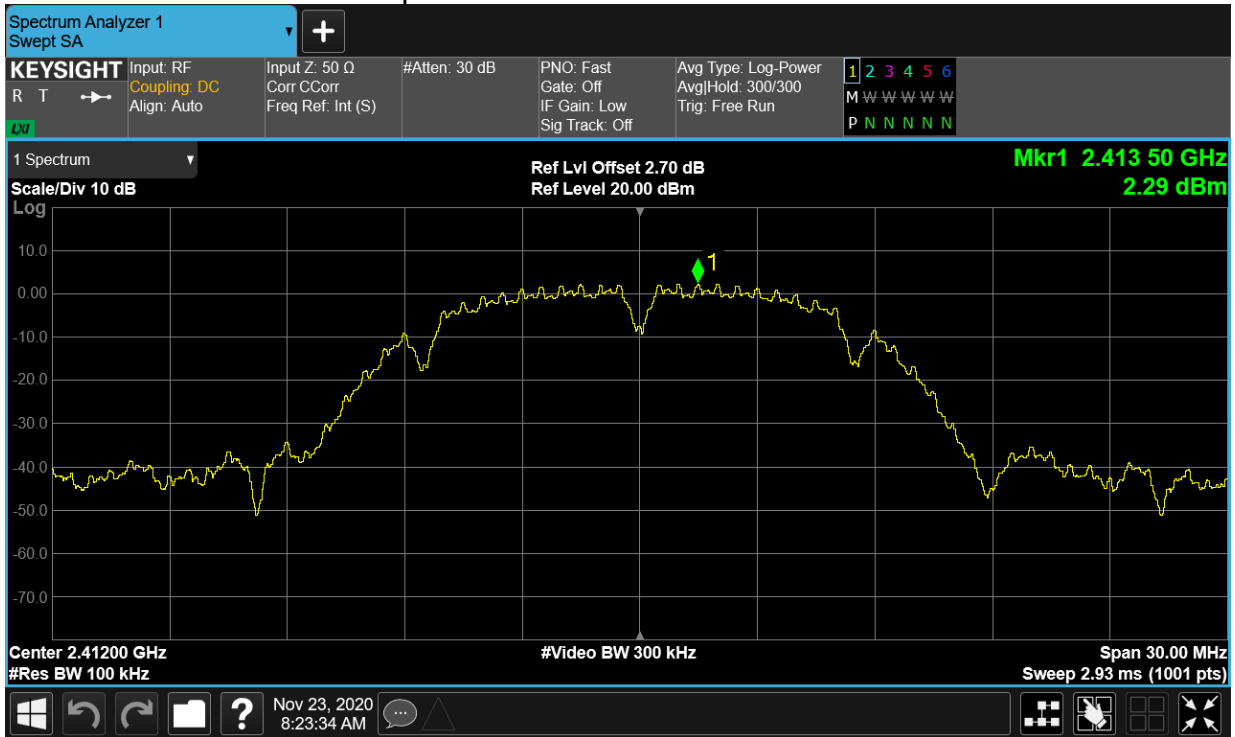 Spectrum Analyzer 1
Swept SA
KEYSIGHT
R T
LXI
Input: RF
Coupling: DC
Align: Auto
Input Z: 50 Ω
Corr CCorr
Freq Ref: Int (S)
#Atten: 30 dB
PNO: Fast
Gate: Off
IF Gain: Low
Sig Track: Off
Avg Type: Log-Power
Avg|Hold: 300/300
Trig: Free Run
1 2 3 4 5 6
M W W W W W
P N N N N N
1 Spectrum
Scale/Div 10 dB
Log
Ref Lvl Offset 2.70 dB
Ref Level 20.00 dBm
Mkr1 2.413 50 GHz
2.29 dBm
1
10.0
0.00
-10.0
-20.0
-30.0
-40.0
-50.0
-60.0
-70.0
Center 2.41200 GHz
#Res BW 100 kHz
#Video BW 300 kHz
Span 30.00 MHz
Sweep 2.93 ms (1001 pts)
?
Nov 23, 2020
8:23:34 AM